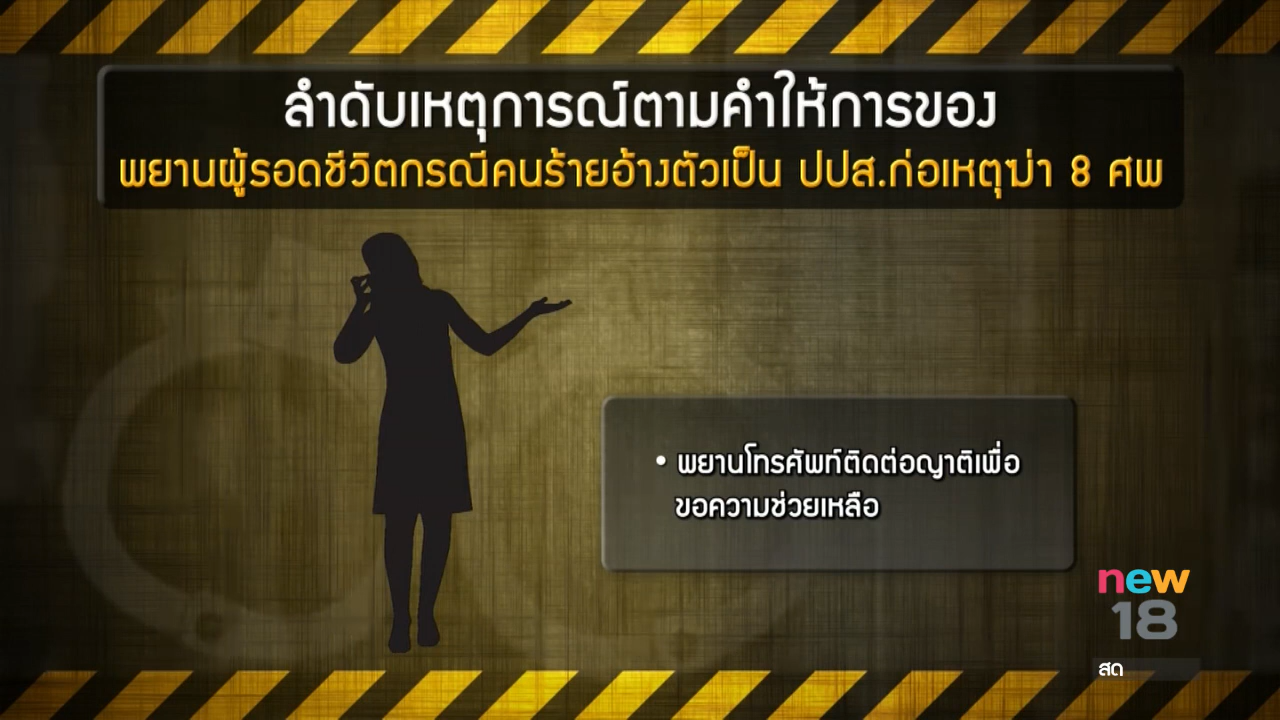 ลำดับเหตุการณ์ตามคำให้การของ
พยานผู้รอดชีวิตกรณีคนร้ายอ้างตัวเป็น ปปส.ก่อเหตุฆ่า 8 ศพ
• พยานโทรศัพท์ติดต่อญาติเพื่อ
ขอความช่วยเหลือ
new
18
สด